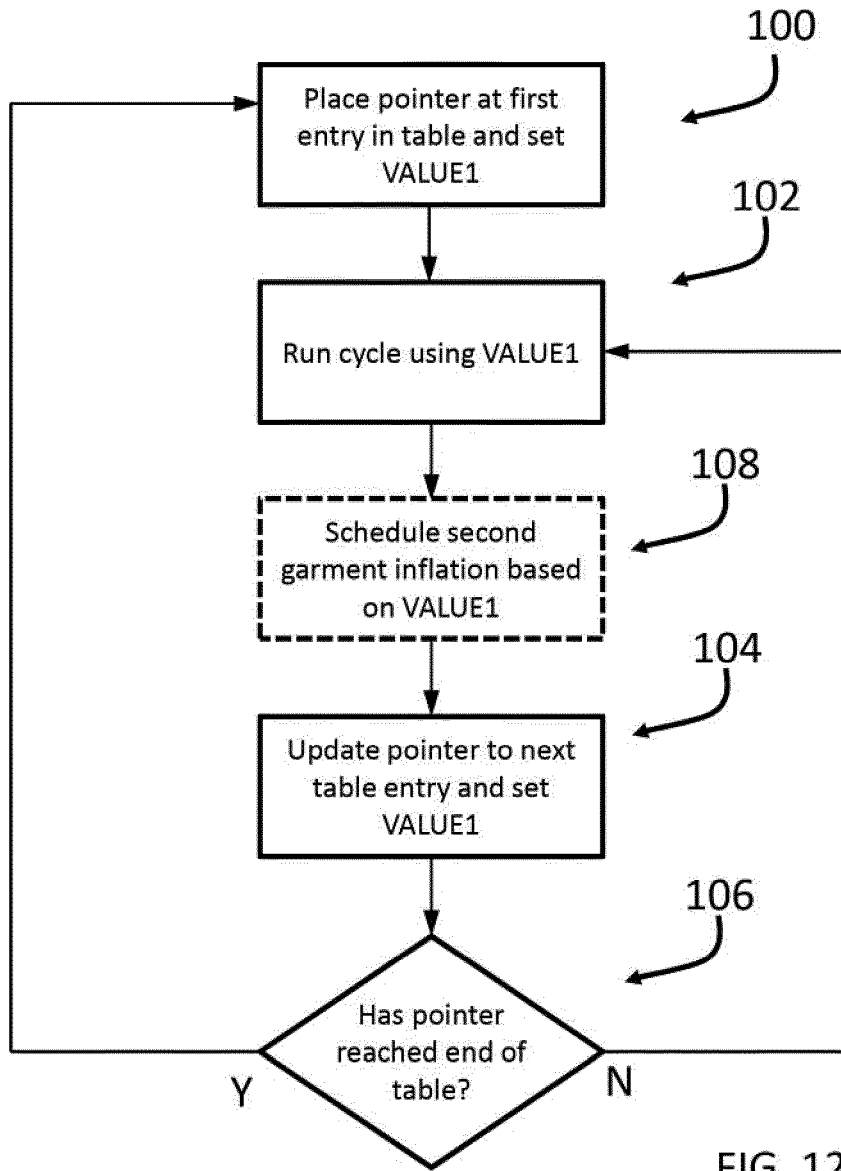 100
Place pointer at first
entry in table and set
VALUE1
102
Run cycle using VALUE1
108
Schedule second
garment inflation based
on VALUE1
104
Update pointer to next
table entry and set
VALUE1
106
Has pointer
reached end of
table?
Y
N
FIG. 12